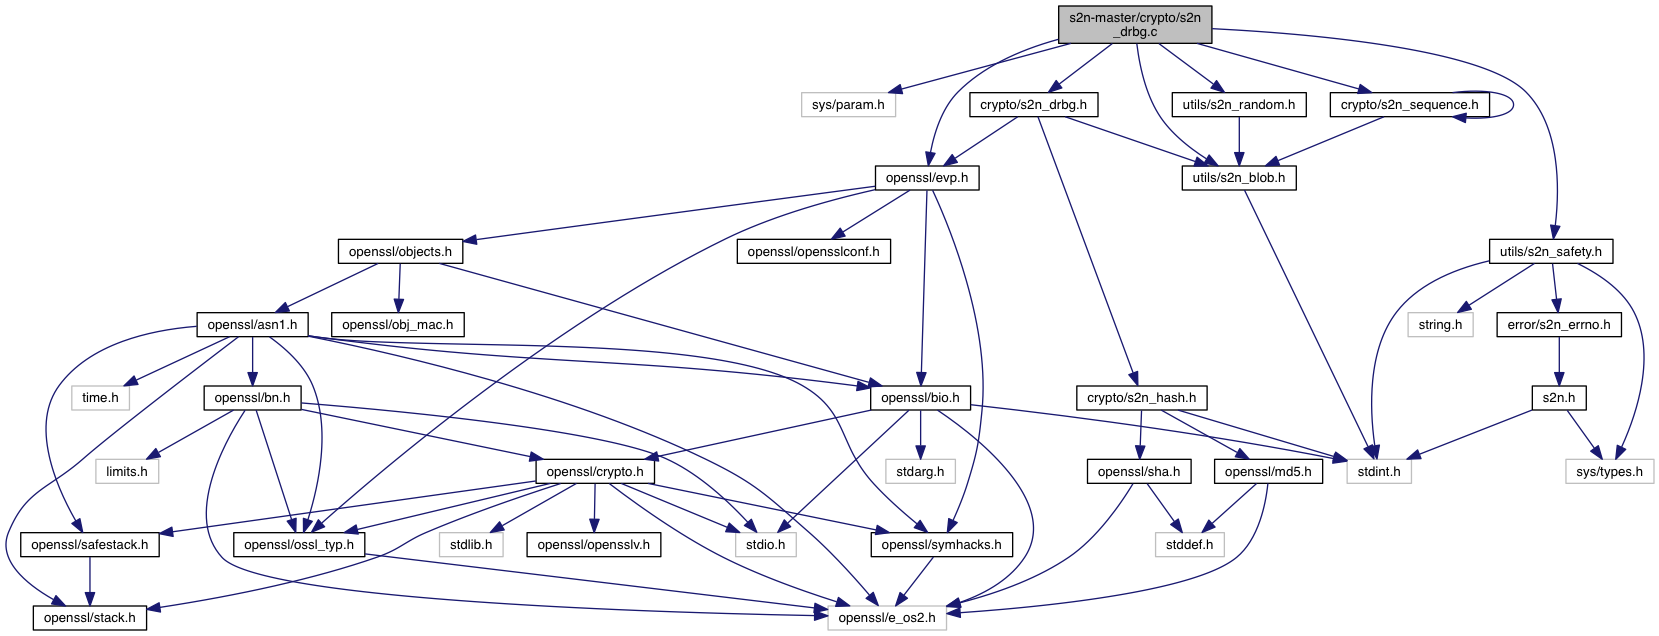 s2n-master/crypto/s2n
_drbg.c
sys/param.h
crypto/s2n_drbg.h
utils/s2n_random.h
crypto/s2n_sequence.h
openssl/evp.h
utils/s2n_blob.h
openssl/objects.h
openssl/opensslconf.h
utils/s2n_safety.h
openssl/asn1.h
openssl/obj_mac.h
string.h
error/s2n_errno.h
time.h
openssl/bn.h
openssl/bio.h
crypto/s2n_hash.h
s2n.h
limits.h
openssl/crypto.h
stdarg.h
openssl/sha.h
openssl/md5.h
stdint.h
sys/types.h
openssl/safestack.h
openssl/ossl_typ.h
stdlib.h
openssl/opensslv.h
stdio.h
openssl/symhacks.h
stddef.h
openssl/stack.h
openssl/e_os2.h